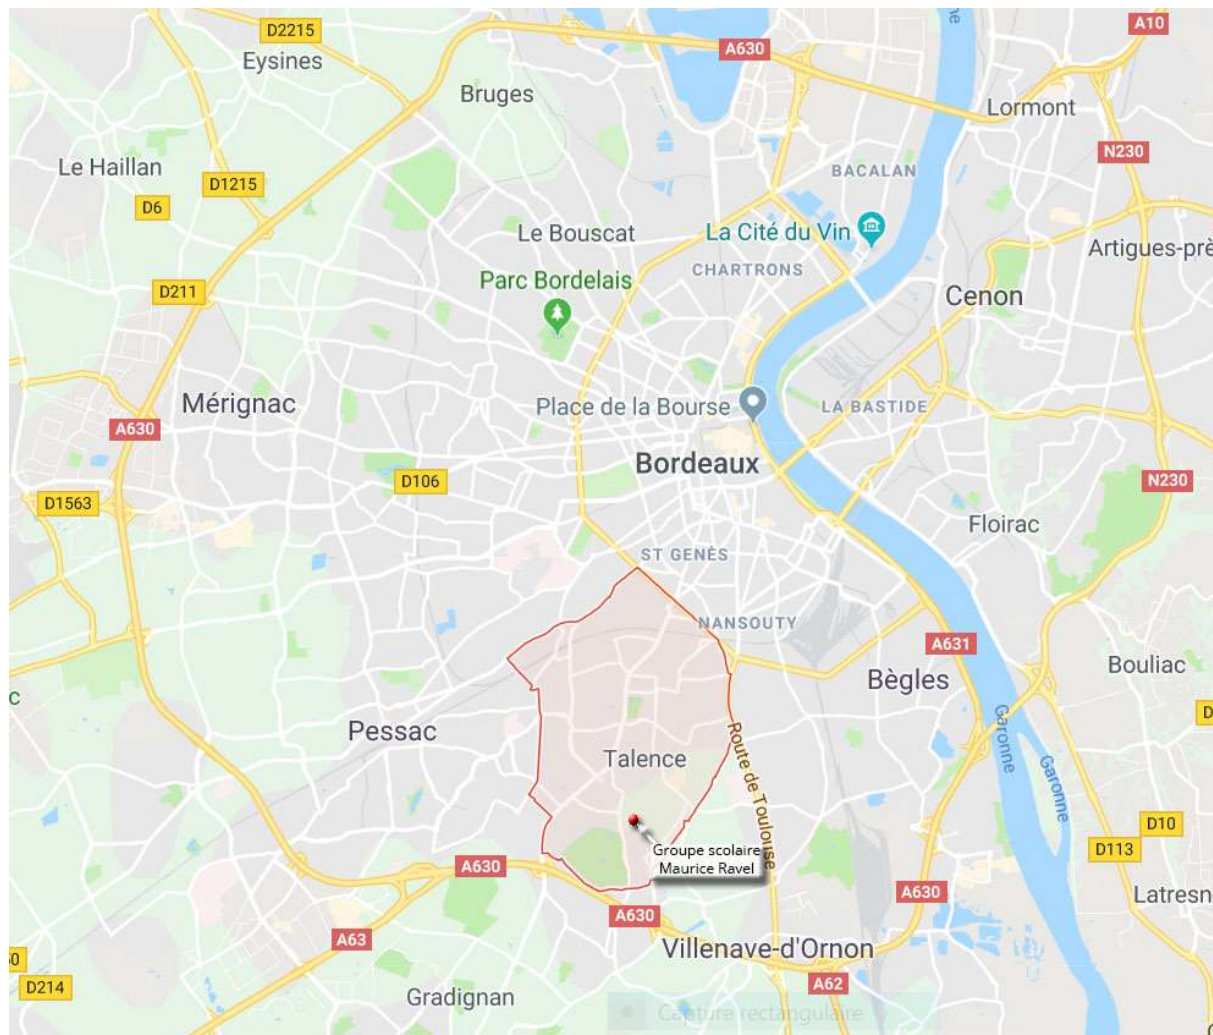 D2215
A10
A630
Eysines
Bruges
Lormont
N230
Le Haillan
BACALAN
D1215
D6
Le Bouscat
La Cité du Vin
Artigues-prè
CHARTRONS
Parc Bordelais
D211
Cenon
Mérignac
Place de la Bourse
LA BASTIDE
A630
Bordeaux
D106
N230
D1563
Floirac
ST GENÈS
NANSOUTY
A631
Bouliac
Bègles
c
D
Garonne
Pessac
Route de Toulouse
Talence
Garonne
D10
Groupe scolaire
Maurice Ravel
D113
A630
A630
Latresn
A630
A63
Villenave-d'Ornon
50
D214
A62
Gradignan
Capture rectangulaire